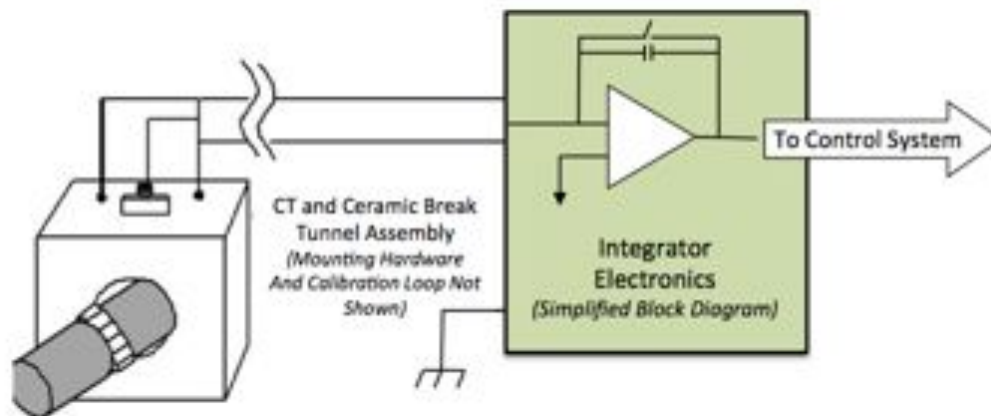 To Control System
CT and Ceramic Break
Tunnel Assembly
(Mounting Hardware
And Calibration Loop Not
Shown)
Integrator
Electronics
(Simplified Block Diagram)